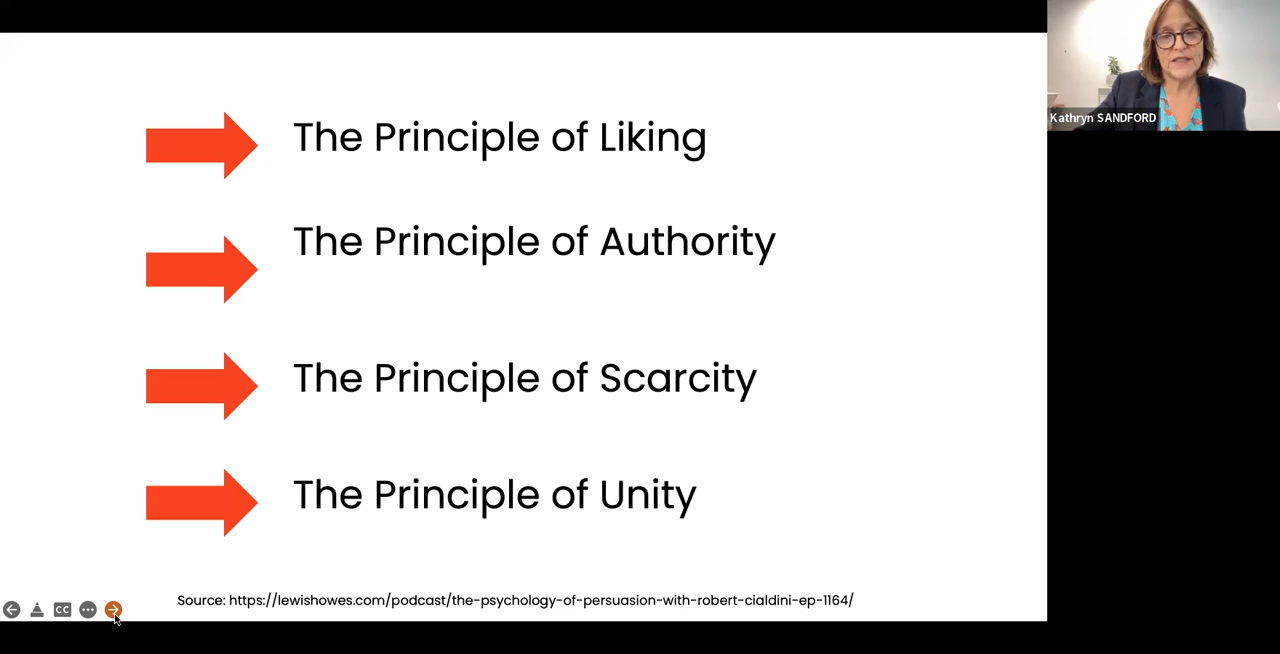 The Principle of Liking
Kathryn SANDFORD
The Principle of Authority
The Principle of Scarcity
The Principle of Unity
Source: https://lewishowes.com/podcast/the-psychology-of-persuasion-with-robert-cialdini-ep-1164/
CC